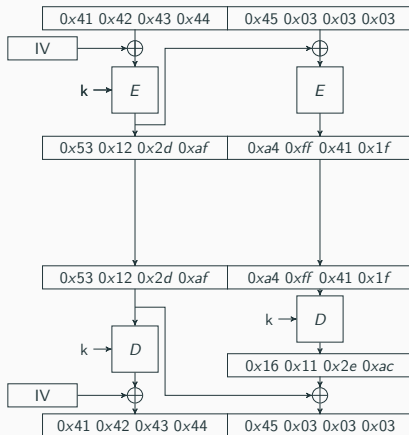 0x41 0x42 0x43 0x44 0x45 0x03 0x03 0x03
IV
k E E
0x53 0x12 0x2d 0xaf 0xa4 0xff 0x41 0x1f
0x53 0x12 0x2d 0xaf 0xa4 0xff 0x41 0x1f
k D
k D
0x16 0x11 0x2e 0xac
IV
0x41 0x42 0x43 0x44 0x45 0x03 0x03 0x03